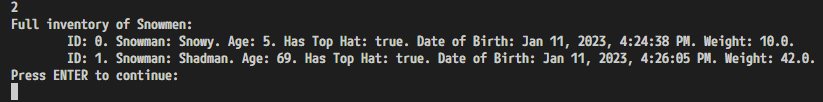 2
Full inventory of Snowmen:
ID: 0. Snowman: Snowy. Age: 5. Has Top Hat: true. Date of Birth: Jan 11, 2023, 4:24:38 PM. Weight: 10.0.
ID: 1. Snowman: Shadman. Age: 69. Has Top Hat: true. Date of Birth: Jan 11, 2023, 4:26:05 PM. Weight: 42.0.
Press ENTER to continue: